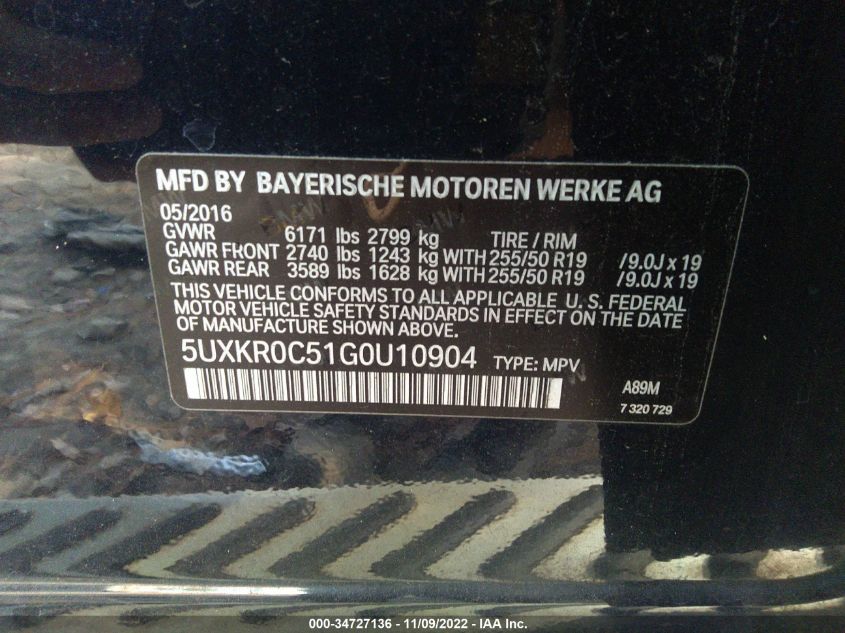 MFD BY BAYERISCHE MOTOREN WERKE AG
05/2016
GVWR 6171 lbs 2799 kg TIRE / RIM
GAWR FRONT 2740 lbs 1243 kg WITH 255/50 R19 /9.0J x 19
GAWR REAR 3589 lbs 1628 kg WITH 255/50 R19 /9.0J x 19
THIS VEHICLE CONFORMS TO ALL APPLICABLE U. S. FEDERAL
MOTOR VEHICLE SAFETY STANDARDS IN EFFECT ON THE DATE
OF MANUFACTURE SHOWN ABOVE.
5UXKR0C51G0U10904 TYPE: MPV
A89M
7 320 729
000-34727136 - 11/09/2022 - IAA Inc.